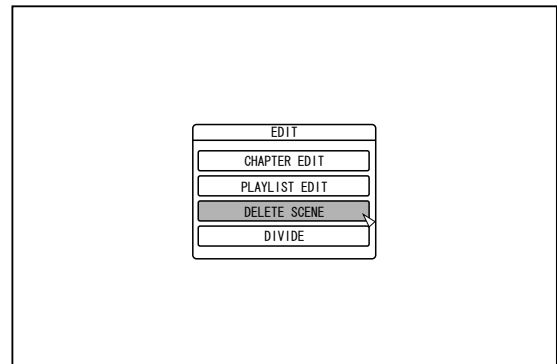 EDIT
CHAPTER EDIT
PLAYLIST EDIT
DELETE SCENE
DIVIDE